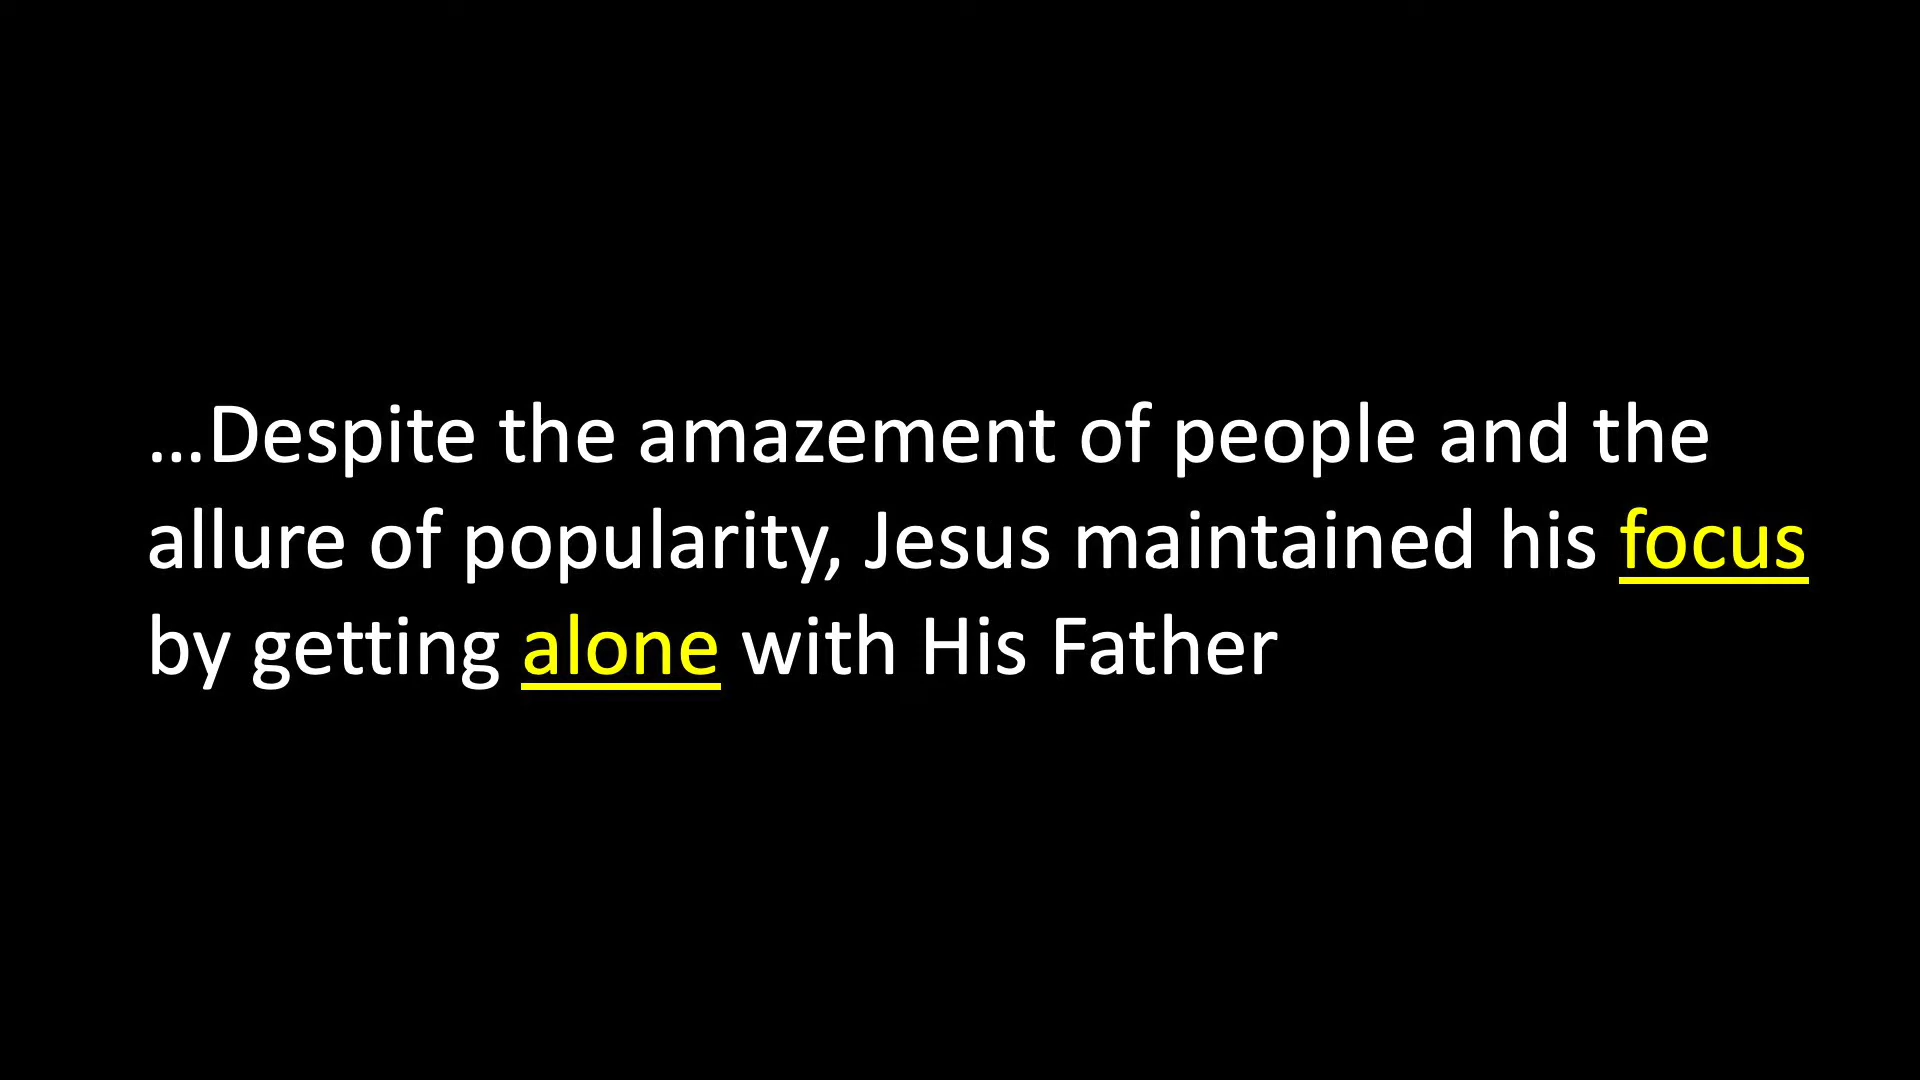 ...Despite the amazement of people and the
allure of popularity, Jesus maintained his focus
by getting alone with His Father